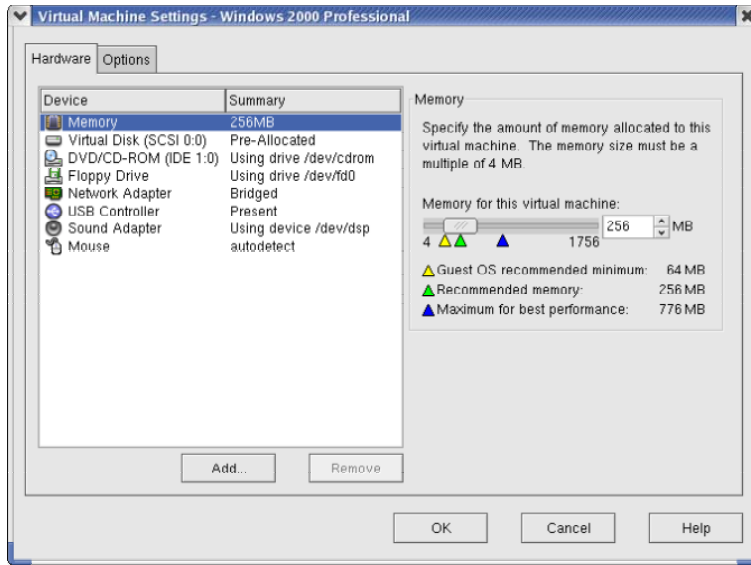 Virtual Machine Settings - Windows 2000 Professional
Hardware Options
Device Summary
Memory 256MB
Virtual Disk (SCSI 0:0) Pre-Allocated
DVD/CD-ROM (IDE 1:0) Using drive /dev/cdrom
Floppy Drive Using drive /dev/fd0
Network Adapter Bridged
USB Controller Present
Sound Adapter Using device /dev/dsp
Mouse autodetect
Add... Remove
Memory
Specify the amount of memory allocated to this
virtual machine. The memory size must be a
multiple of 4 MB.
Memory for this virtual machine:
256 MB
4 1756
Guest OS recommended minimum: 64 MB
Recommended memory: 256 MB
Maximum for best performance: 776 MB
OK Cancel Help